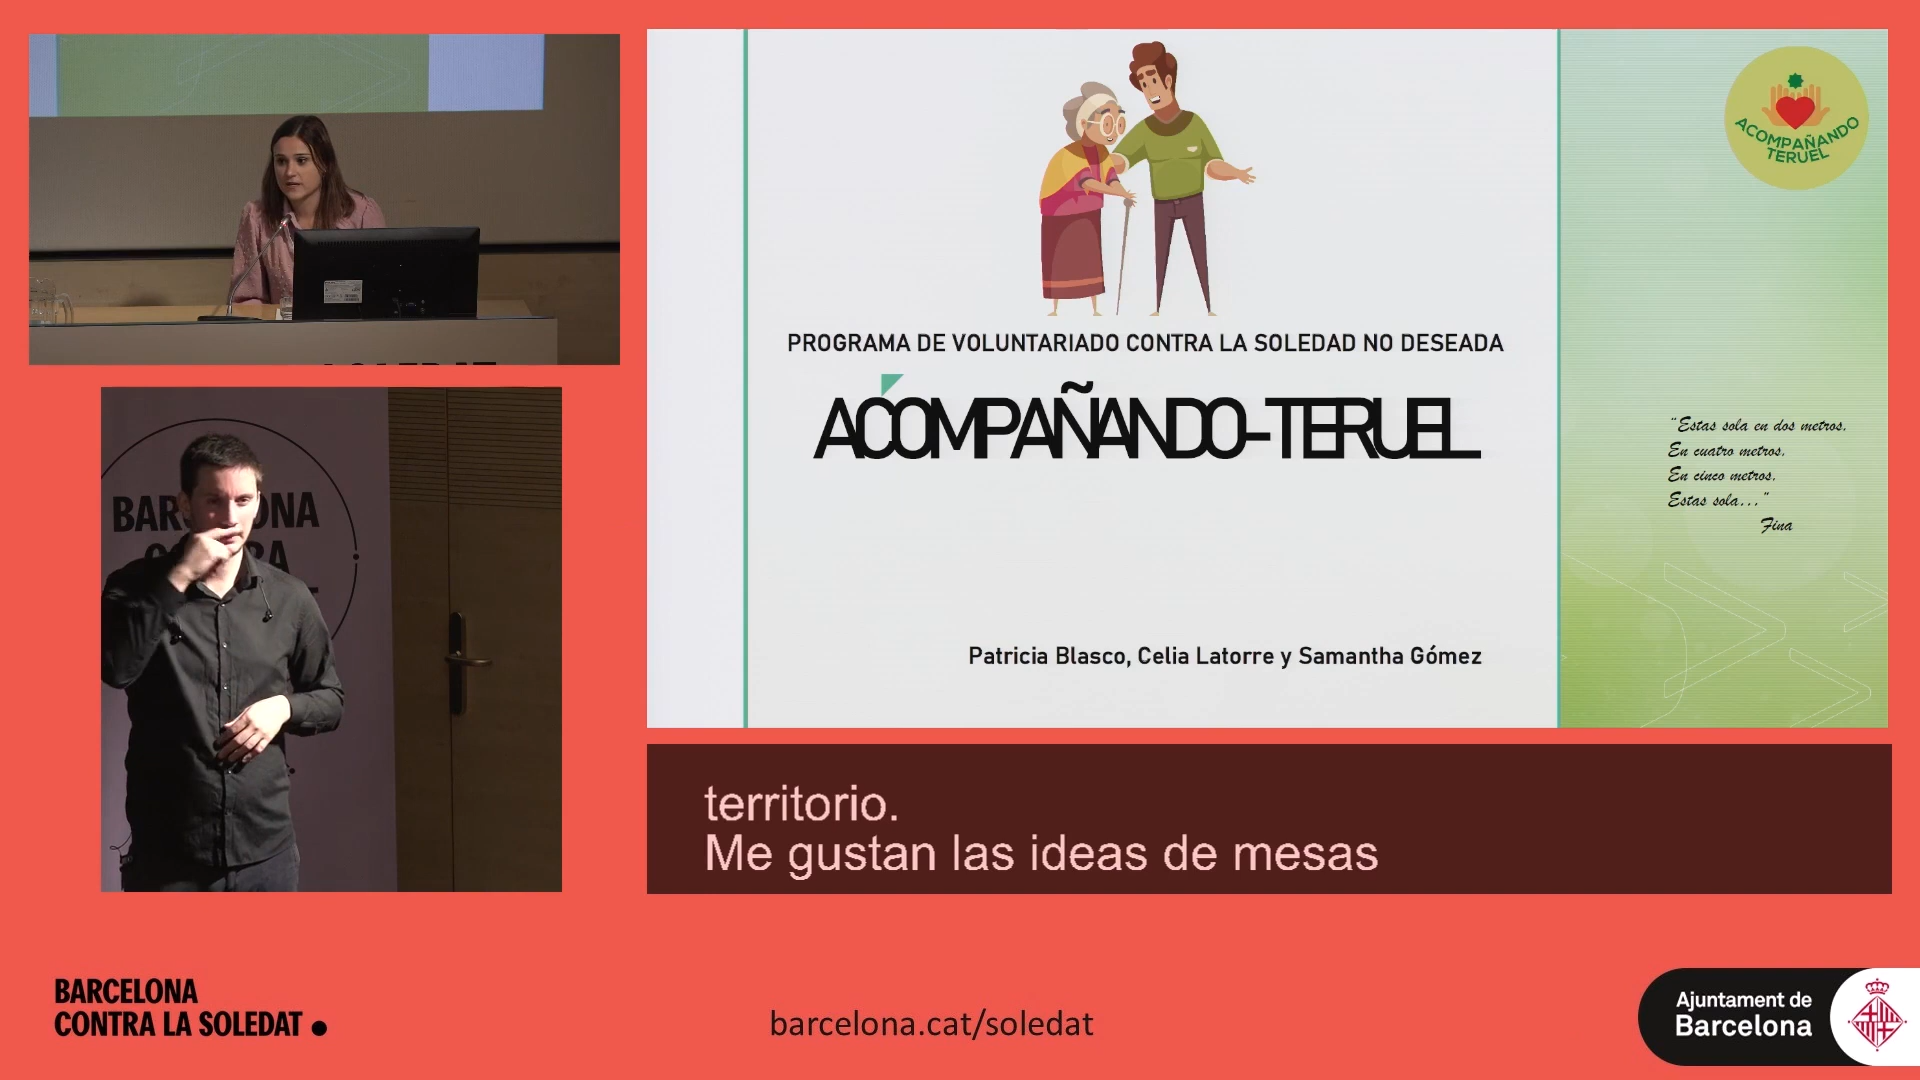 PROGRAMA DE VOLUNTARIADO CONTRA LA SOLEDAD NO DESEADA
ACOMPAÑANDO-TERUEL
Patricia Blasco, Celia Latorre y Samantha Gómez
ACOMPAÑANDO
TERUEL
“Estas sola en dos metros.
En cuatro metros.
En cinco metros.
Estas sola...”
Fina
territorio.
Me gustan las ideas de mesas
BARCELONA
CONTRA LA SOLEDAT
barcelona.cat/soledat
Ajuntament de
Barcelona